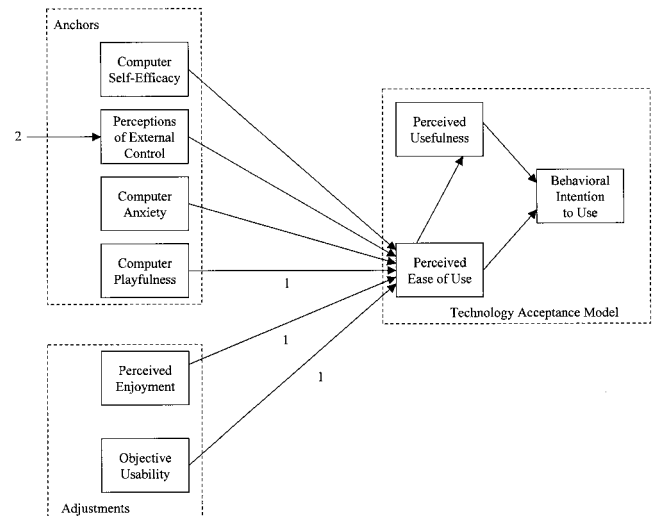 Anchors
Computer
Self-Efficacy
2
Perceptions
of External
Control
Computer
Anxiety
Computer
Playfulness
1
Perceived
Usefulness
Behavioral
Intention
to Use
Perceived
Ease of Use
Technology Acceptance Model
1
1
Perceived
Enjoyment
Objective
Usability
Adjustments